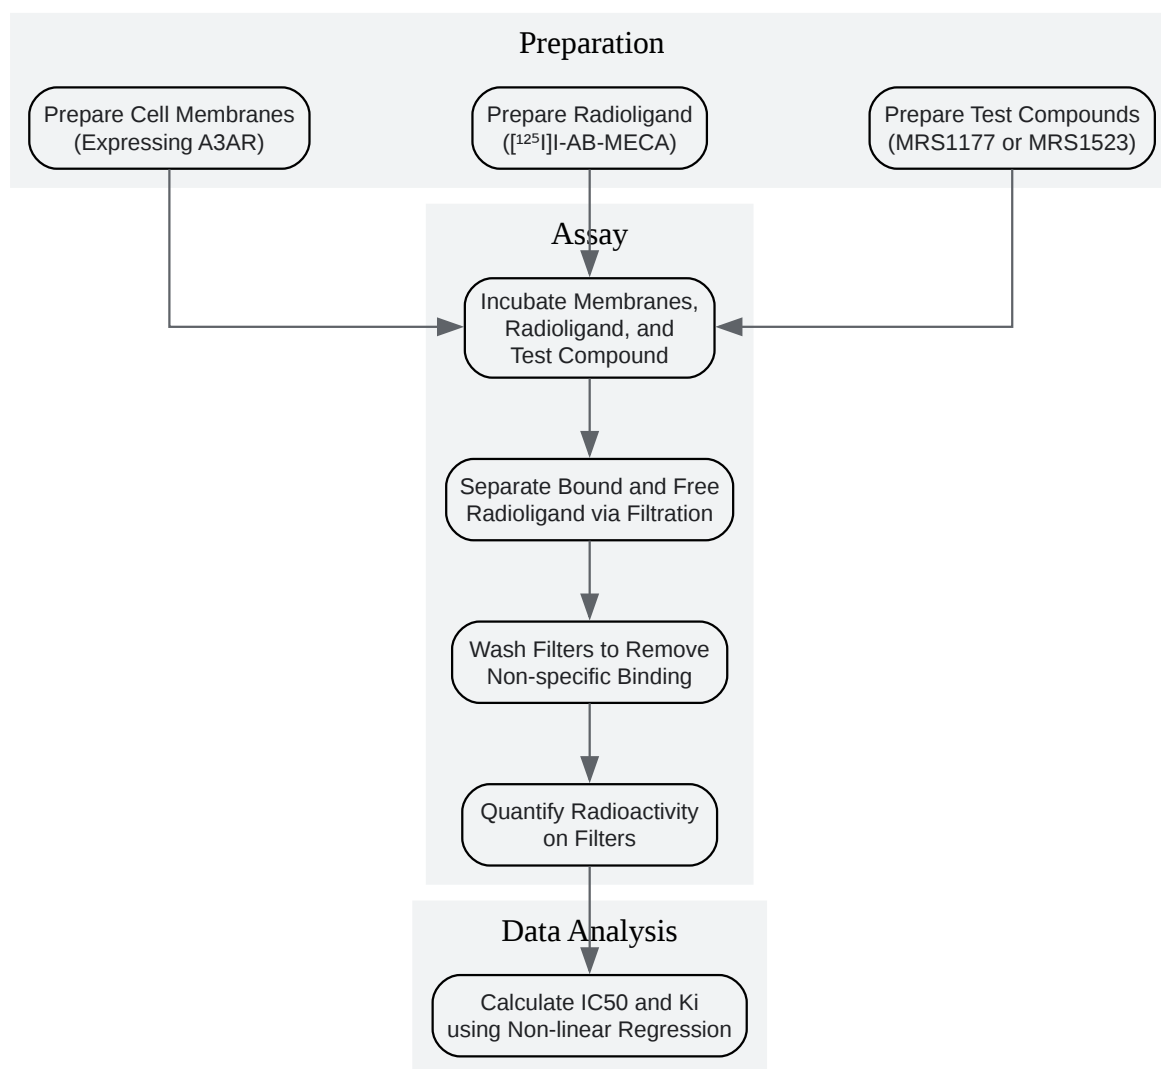 Preparation
Prepare Cell Membranes
(Expressing A3AR)
Prepare Radioligand
([¹²⁵I]I-AB-MECA)
Prepare Test Compounds
(MRS1177 or MRS1523)
Assay
Incubate Membranes,
Radioligand, and
Test Compound
Separate Bound and Free
Radioligand via Filtration
Wash Filters to Remove
Non-specific Binding
Quantify Radioactivity
on Filters
Data Analysis
Calculate IC50 and Ki
using Non-linear Regression